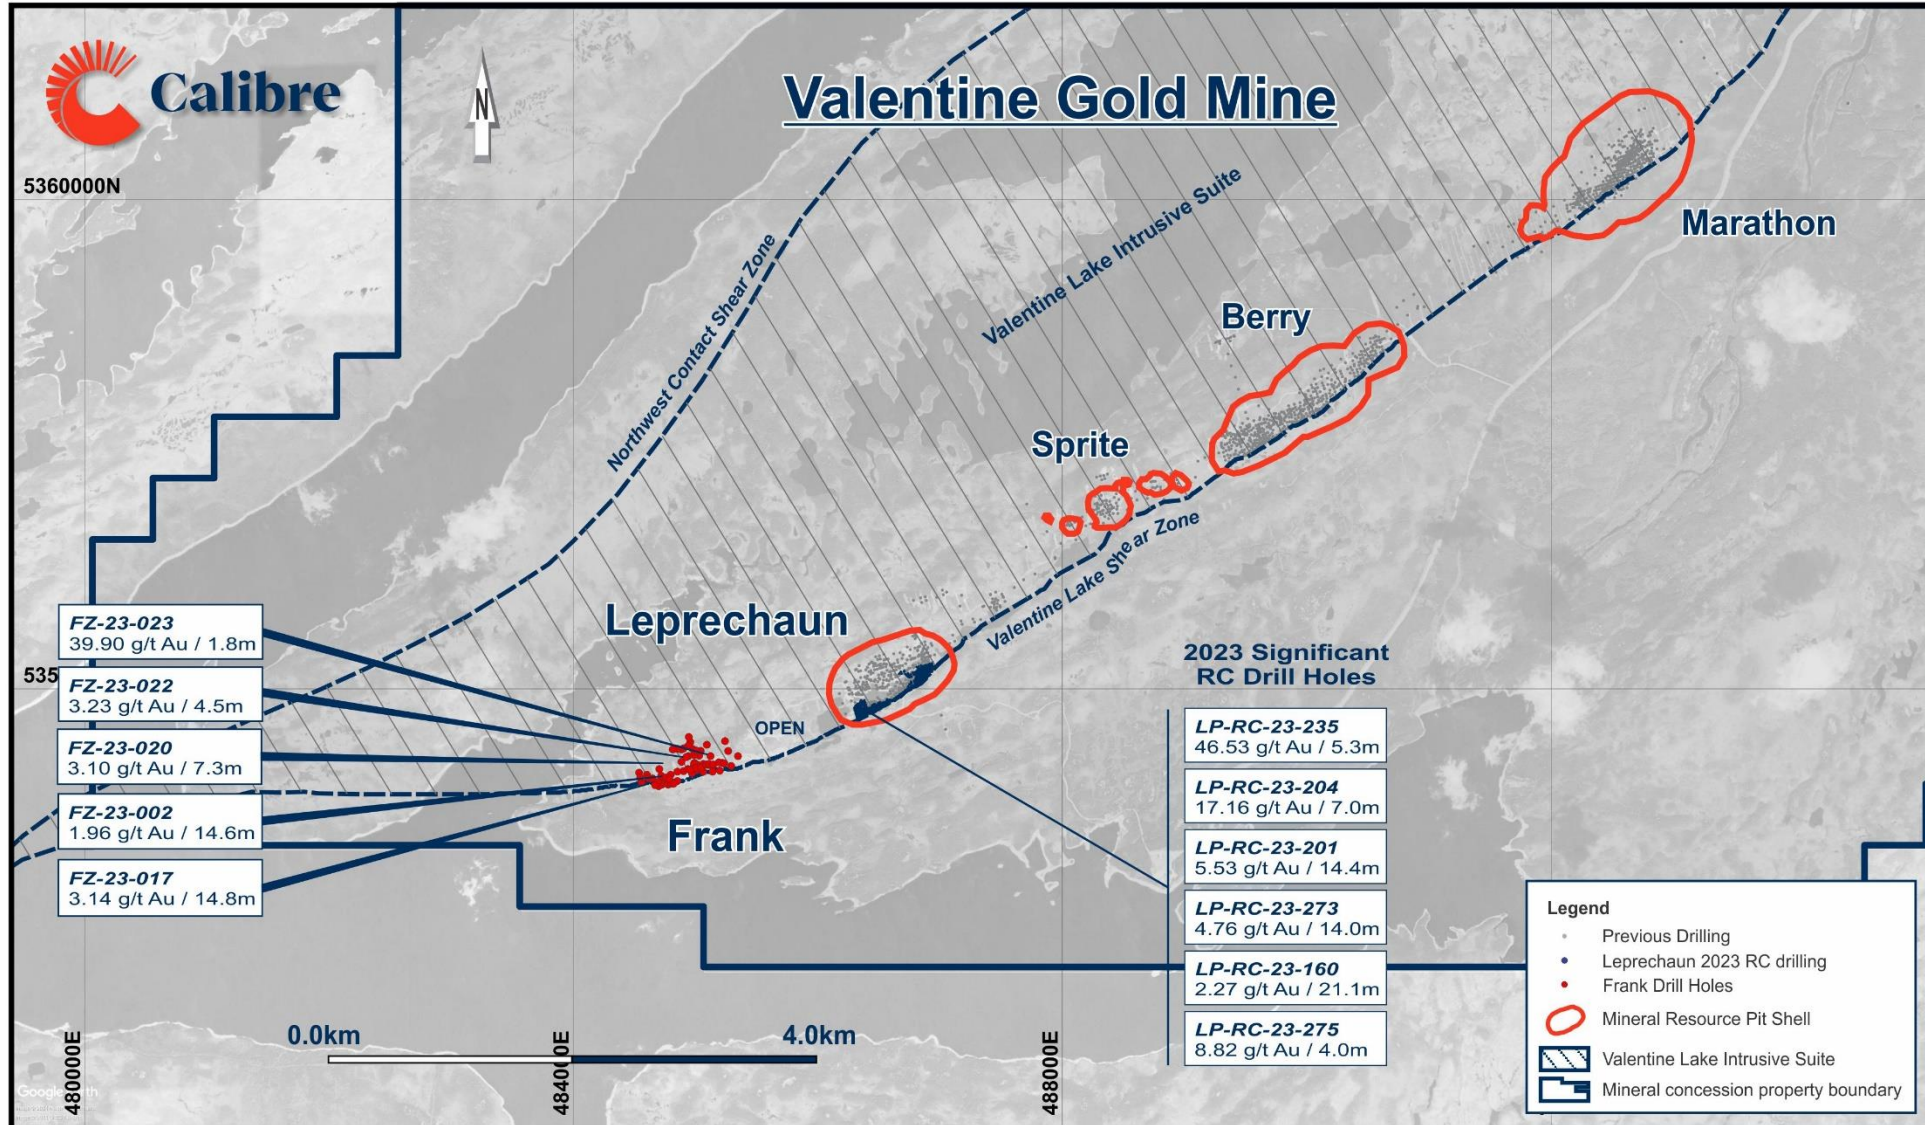 Calibre
N
Valentine Gold Mine
5360000N
Marathon
Valentine Lake Intrusive Suite
Northwest Contact Shear Zone
Berry
Sprite
Valentine Lake Shear Zone
Leprechaun
OPEN
Frank
535
FZ-23-023
39.90 g/t Au / 1.8m
FZ-23-022
3.23 g/t Au / 4.5m
FZ-23-020
3.10 g/t Au / 7.3m
FZ-23-002
1.96 g/t Au / 14.6m
FZ-23-017
3.14 g/t Au / 14.8m
2023 Significant
RC Drill Holes
LP-RC-23-235
46.53 g/t Au / 5.3m
LP-RC-23-204
17.16 g/t Au / 7.0m
LP-RC-23-201
5.53 g/t Au / 14.4m
LP-RC-23-273
4.76 g/t Au / 14.0m
LP-RC-23-160
2.27 g/t Au / 21.1m
LP-RC-23-275
8.82 g/t Au / 4.0m
0.0km
4.0km
480000E
484000E
488000E
Legend
Previous Drilling
Leprechaun 2023 RC drilling
Frank Drill Holes
Mineral Resource Pit Shell
Valentine Lake Intrusive Suite
Mineral concession property boundary